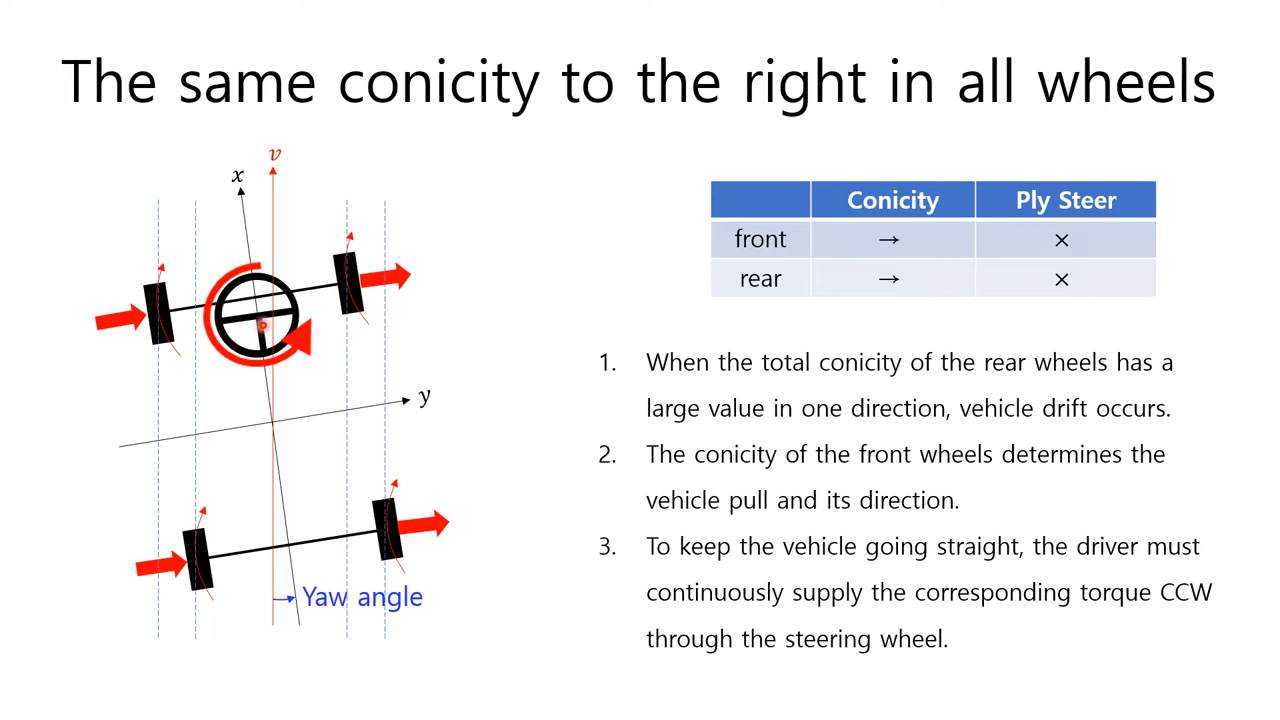 The same conicity to the right in all wheels
v
x
y
Yaw angle
Conicity Ply Steer
front → ×
rear → ×
1. When the total conicity of the rear wheels has a
large value in one direction, vehicle drift occurs.
2. The conicity of the front wheels determines the
vehicle pull and its direction.
3. To keep the vehicle going straight, the driver must
continuously supply the corresponding torque CCW
through the steering wheel.